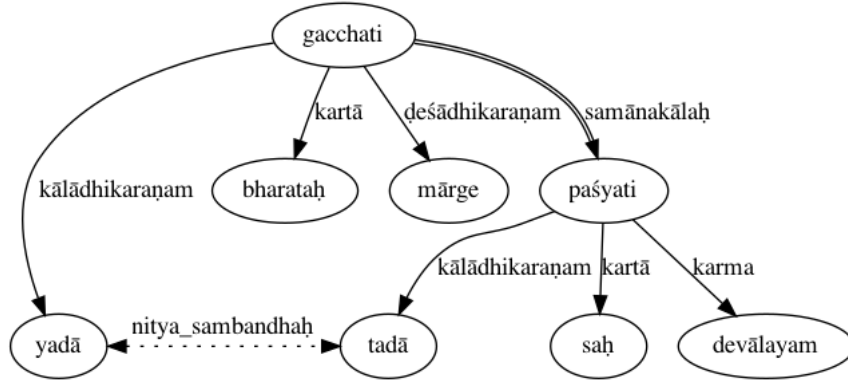 gacchati
kartā ḍeśādhikaraṇam samānakālaḥ
kālādhikaraṇam bharataḥ mārge paśyati
kālādhikaraṇam kartā karma
nitya_sambandhaḥ
yadā tadā saḥ devālayam